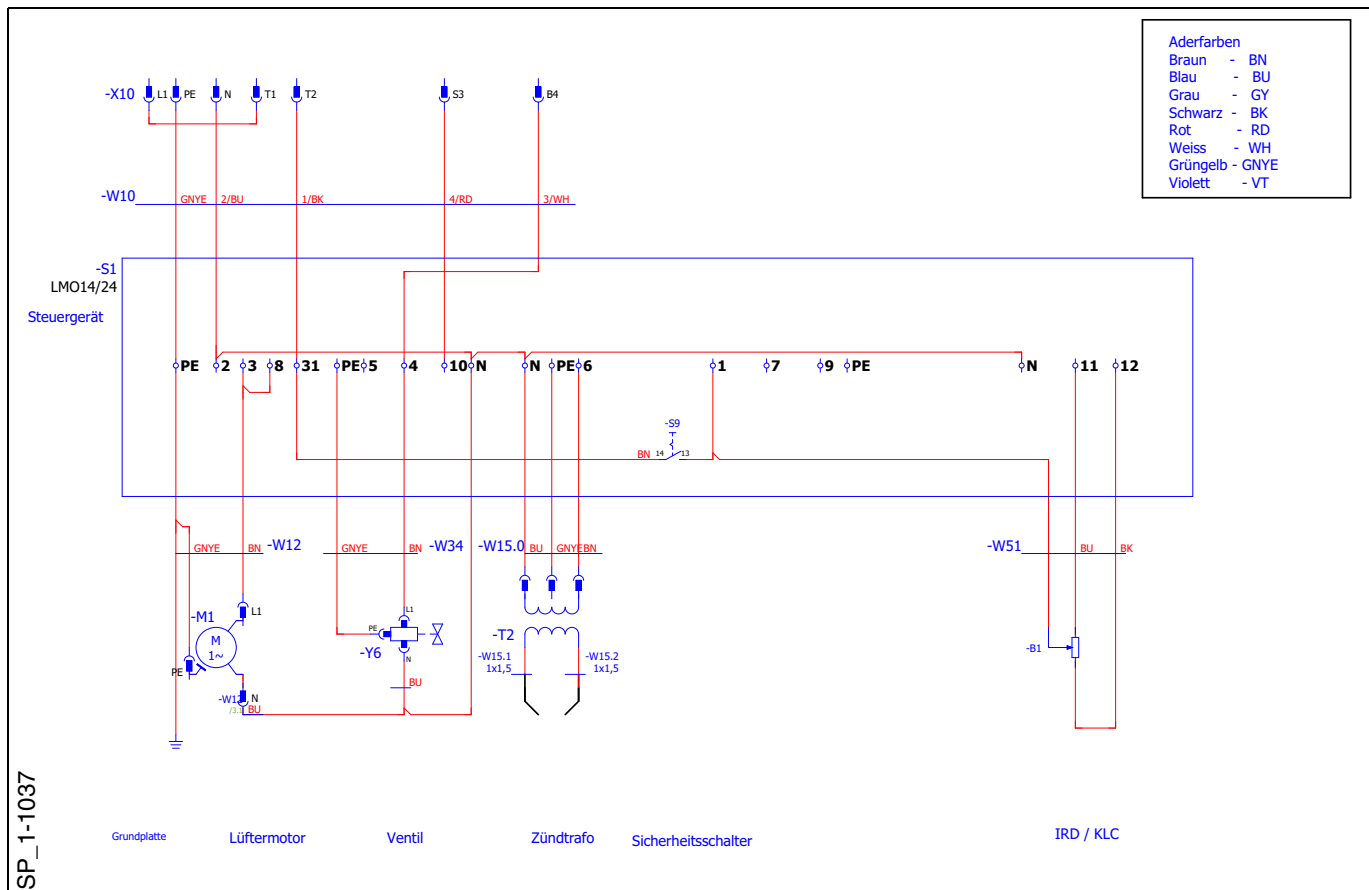 Aderfarben
Braun - BN
Blau - BU
Grau - GY
Schwarz - BK
Rot - RD
Weiss - WH
Grüngelb - GNYE
Violett - VT
-X10 L1 PE N T1 T2 S3 B4
-W10 GNYE 2/BU 1/BK 4/RD 3/WH
-S1
LMO14/24
Steuergerät
PE 2 3 8 31 PE 5 4 10 N N PE 6 1 7 9 PE N 11 12
-S9
BN 14 13
GNYE BN -W12 GNYE BN -W34 -W15.0 BU GNYE BN -W51 BU BK
L1 L1
-M1
M
1~
PE
-T2
-Y6
PE
N
-W15.1
1x1,5
-W15.2
1x1,5
-B1
-W12 N
/3.1 BU
BU
SP_1-1037
Grundplatte Lüftermotor Ventil Zündtrafo Sicherheitsschalter IRD / KLC